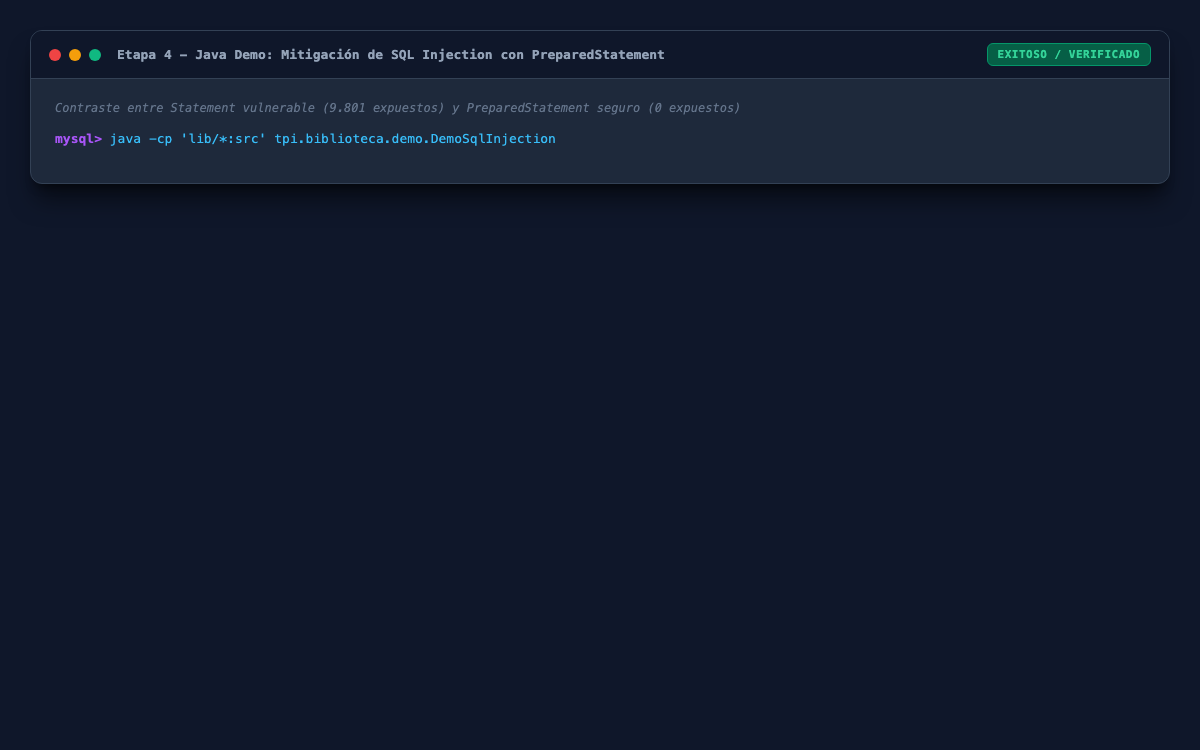 Etapa 4 — Java Demo: Mitigación de SQL Injection con PreparedStatement
EXITOSO / VERIFICADO
Contraste entre Statement vulnerable (9.801 expuestos) y PreparedStatement seguro (0 expuestos)
mysql> java -cp 'lib/*:src' tpi.biblioteca.demo.DemoSqlInjection